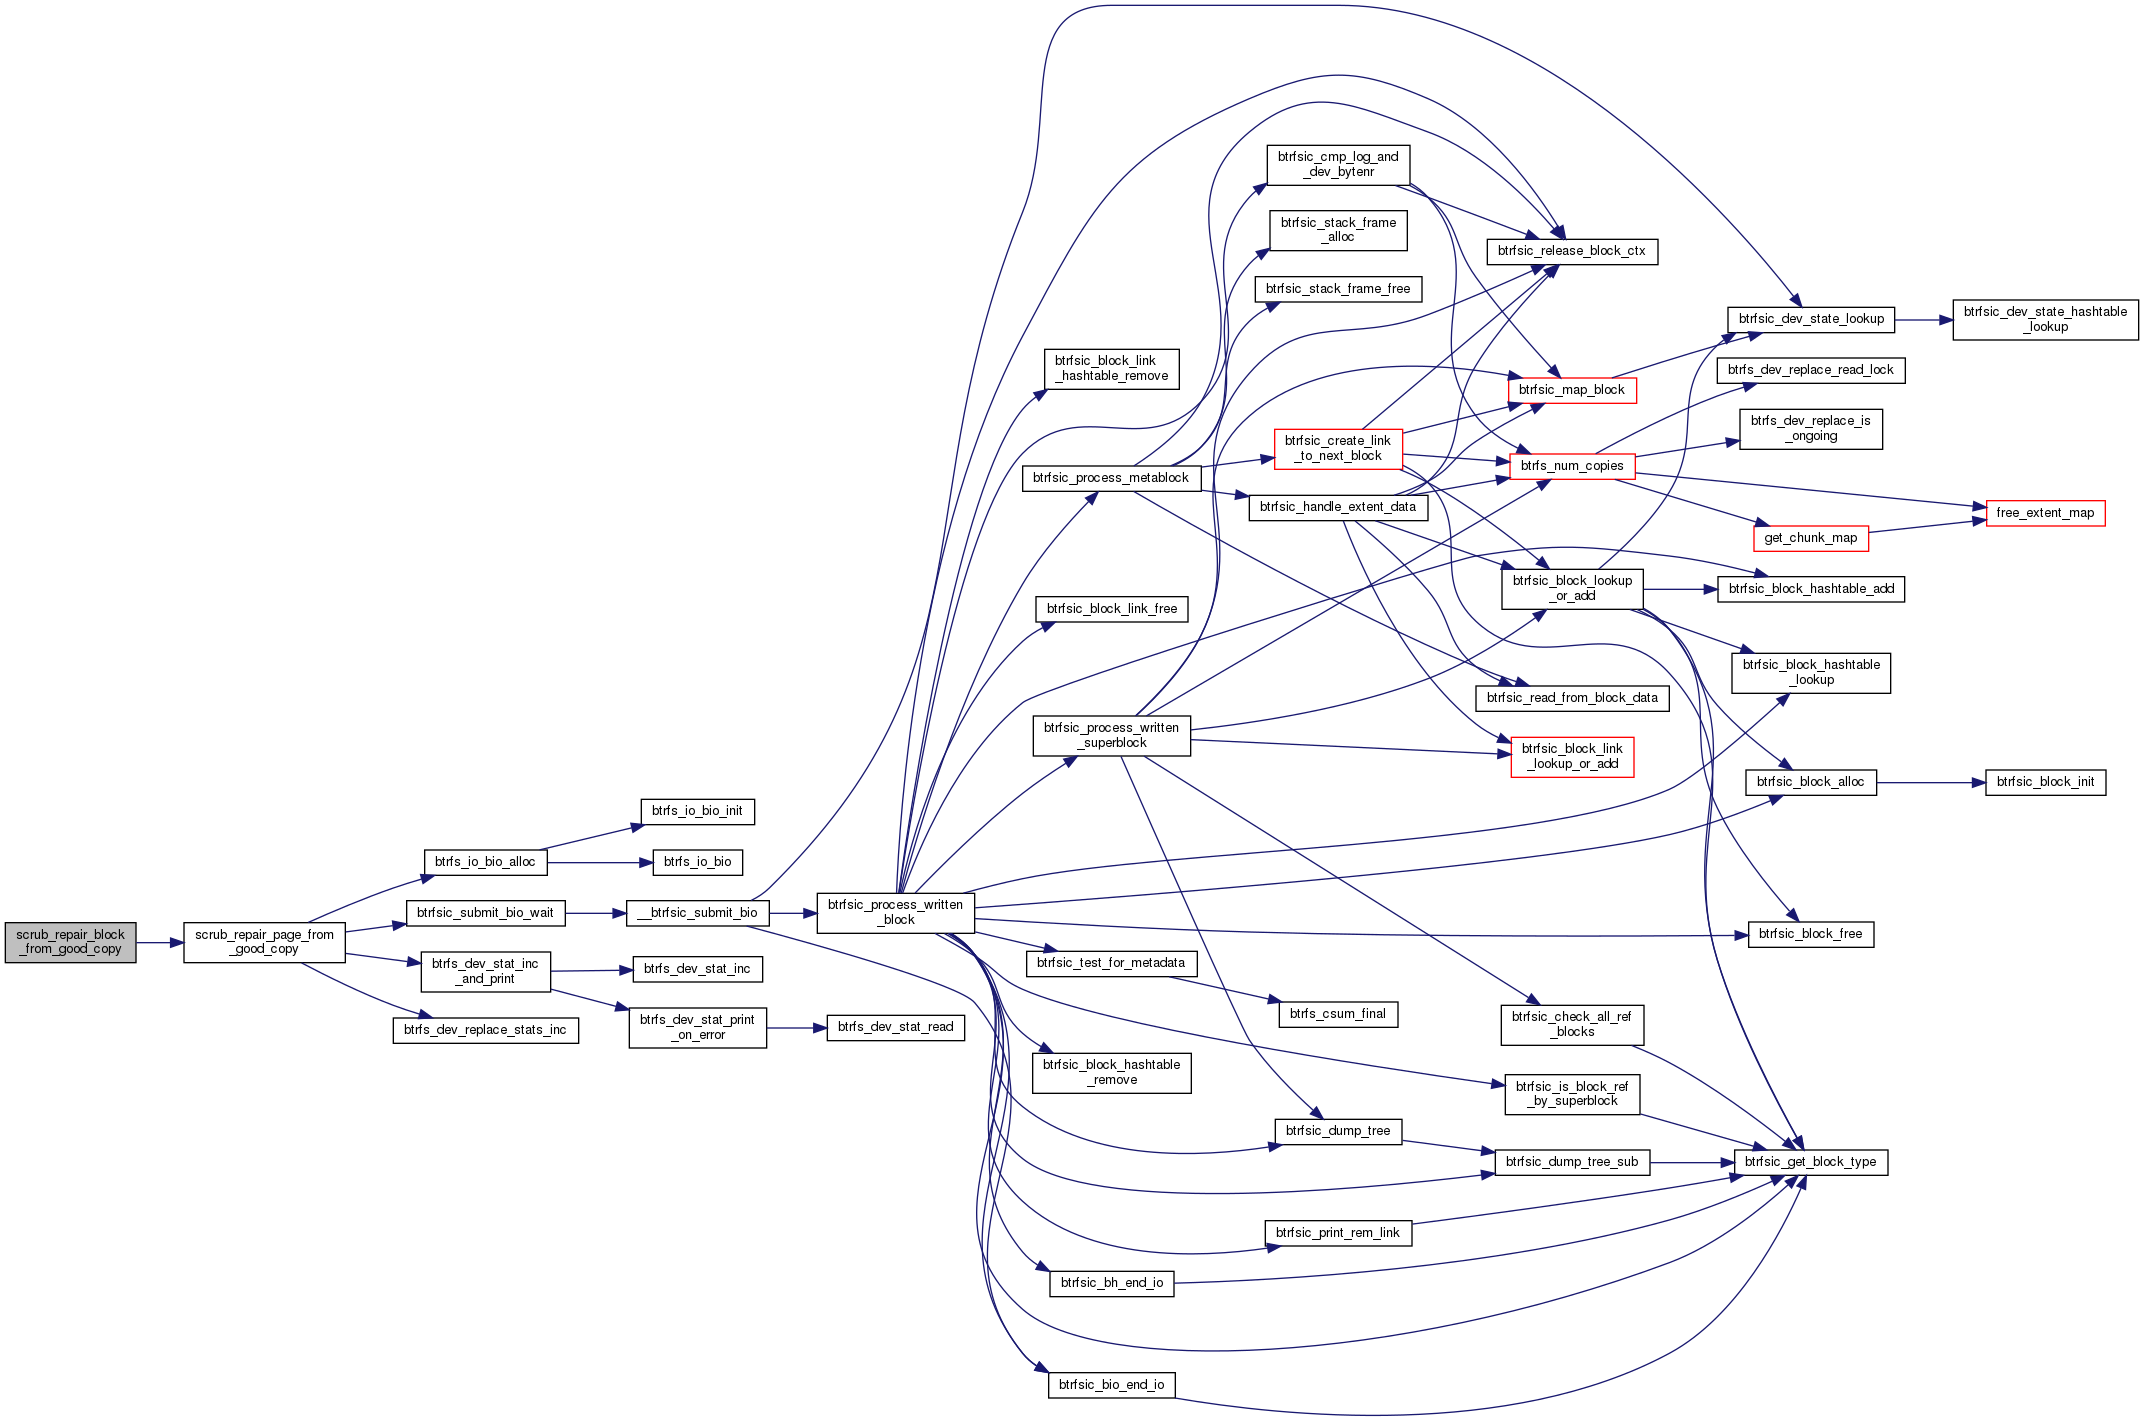 scrub_repair_block
_from_good_copy
scrub_repair_page_from
_good_copy
btrfs_io_bio_alloc
btrfsic_submit_bio_wait
btrfs_dev_stat_inc
_and_print
btrfs_dev_replace_stats_inc
btrfs_io_bio_init
btrfs_io_bio
__btrfsic_submit_bio
btrfs_dev_stat_inc
btrfs_dev_stat_print
_on_error
btrfsic_process_written
_block
btrfs_dev_stat_read
btrfsic_block_link
_hashtable_remove
btrfsic_process_metablock
btrfsic_block_link_free
btrfsic_process_written
_superblock
btrfsic_test_for_metadata
btrfsic_block_hashtable
_remove
btrfsic_bh_end_io
btrfsic_bio_end_io
btrfsic_cmp_log_and
_dev_bytenr
btrfsic_stack_frame
_alloc
btrfsic_stack_frame_free
btrfsic_create_link
_to_next_block
btrfsic_handle_extent_data
btrfs_csum_final
btrfsic_dump_tree
btrfsic_print_rem_link
btrfsic_release_block_ctx
btrfsic_map_block
btrfs_num_copies
btrfsic_block_lookup
_or_add
btrfsic_read_from_block_data
btrfsic_block_link
_lookup_or_add
btrfsic_check_all_ref
_blocks
btrfsic_is_block_ref
_by_superblock
btrfsic_dump_tree_sub
btrfsic_dev_state_lookup
btrfs_dev_replace_read_lock
btrfs_dev_replace_is
_ongoing
get_chunk_map
btrfsic_block_hashtable_add
btrfsic_block_hashtable
_lookup
btrfsic_block_alloc
btrfsic_block_free
btrfsic_get_block_type
btrfsic_dev_state_hashtable
_lookup
free_extent_map
btrfsic_block_init